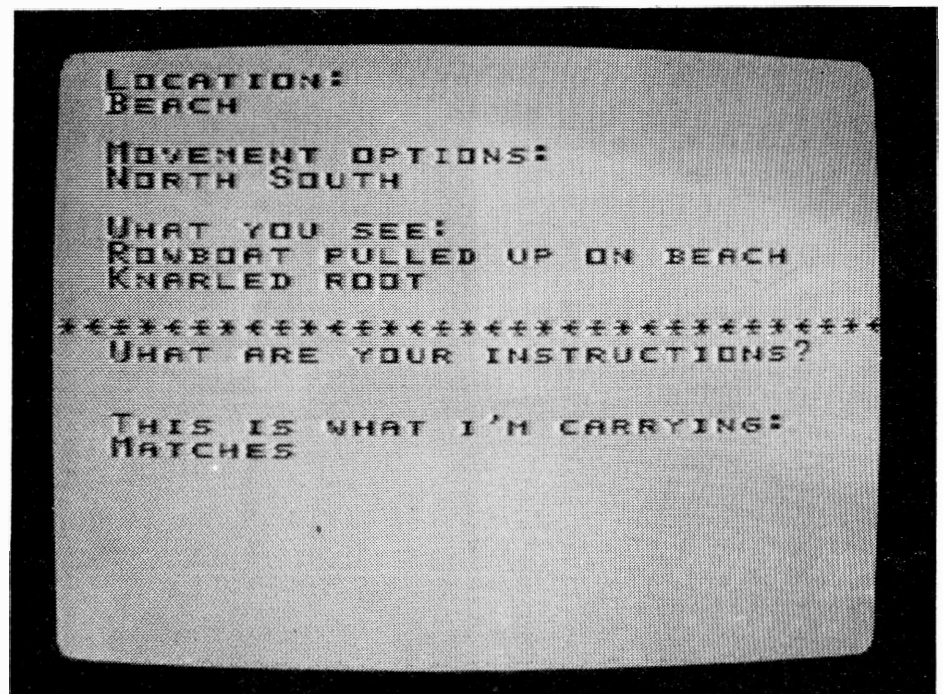 LOCATION:
BEACH
MOVEMENT OPTIONS:
NORTH SOUTH
WHAT YOU SEE:
ROWBOAT PULLED UP ON BEACH
KNARLED ROOT
WHAT ARE YOUR INSTRUCTIONS?
THIS IS WHAT I'M CARRYING:
MATCHES